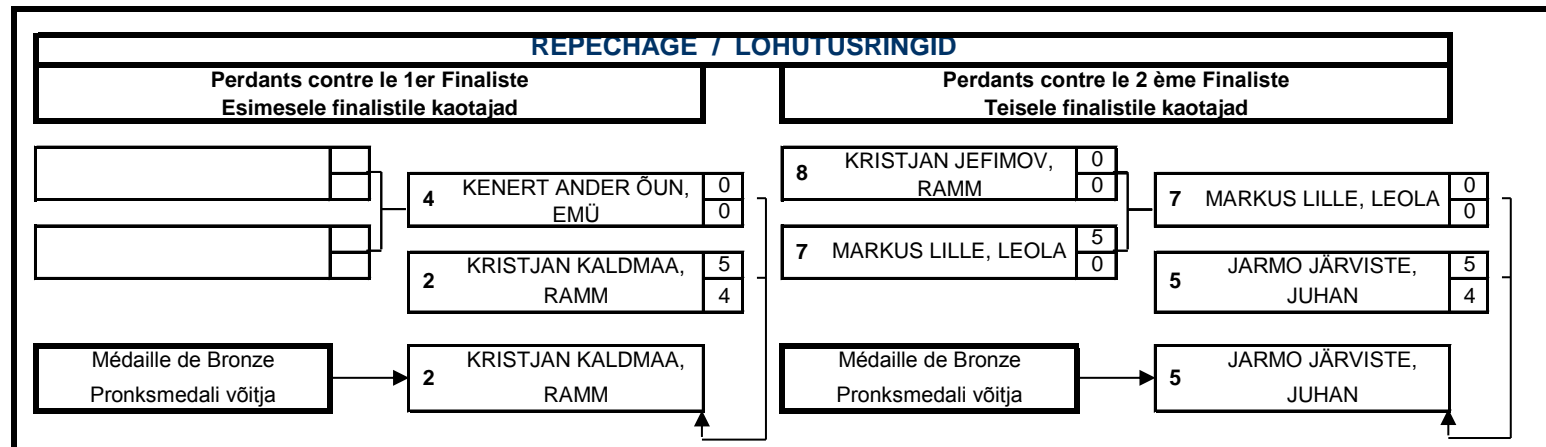 REPECHAGE / LOHUTUSRINGID
Perdants contre le 1er Finaliste
Esimesele finalistile kaotajad
Perdants contre le 2 ème Finaliste
Teisele finalistile kaotajad
4 KENERT ANDER ÕUN, 0
EMÜ 0
2 KRISTJAN KALDMAA, 5
RAMM 4
8 KRISTJAN JEFIMOV, 0
RAMM 0
7 MARKUS LILLE, LEOLA 5
0
7 MARKUS LILLE, LEOLA 0
0
5 JARMO JÄRVISTE, 5
JUHAN 4
Médaille de Bronze
Pronksmedali võitja
2 KRISTJAN KALDMAA,
RAMM
Médaille de Bronze
Pronksmedali võitja
5 JARMO JÄRVISTE,
JUHAN